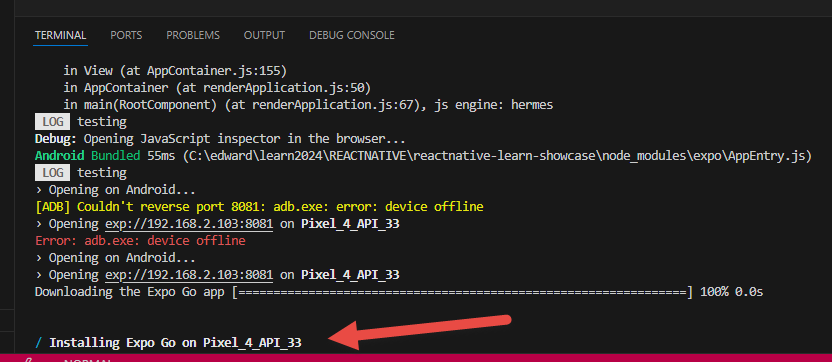 TERMINAL PORTS PROBLEMS OUTPUT DEBUG CONSOLE
in View (at AppContainer.js:155)
in AppContainer (at renderApplication.js:50)
in main(RootComponent) (at renderApplication.js:67), js engine: hermes
LOG testing
Debug: Opening JavaScript inspector in the browser...
Android Bundled 55ms (C:\edward\learn2024\REACTNATIVE\reactnative-learn-showcase\node_modules\expo\AppEntry.js)
LOG testing
› Opening on Android...
[ADB] Couldn't reverse port 8081: adb.exe: error: device offline
› Opening exp://192.168.2.103:8081 on Pixel_4_API_33
Error: adb.exe: device offline
› Opening on Android...
› Opening exp://192.168.2.103:8081 on Pixel_4_API_33
Downloading the Expo Go app [================================================================] 100% 0.0s
/ Installing Expo Go on Pixel_4_API_33